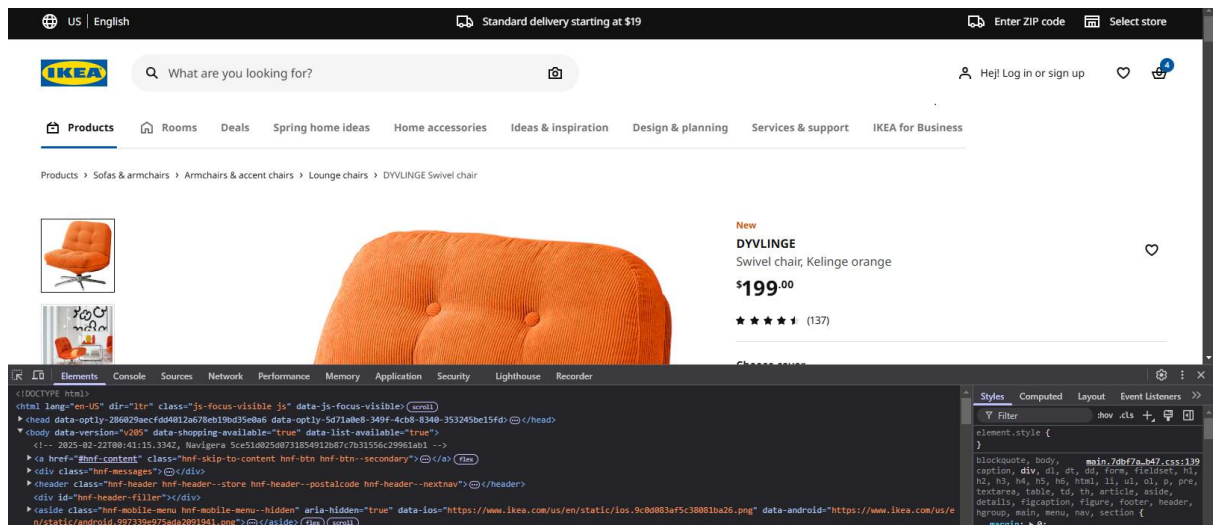 US | English
Standard delivery starting at $19
Enter ZIP code
Select store
IKEA
What are you looking for?
Hej! Log in or sign up
4
Products
Rooms
Deals
Spring home ideas
Home accessories
Ideas & inspiration
Design & planning
Services & support
IKEA for Business
Products > Sofas & armchairs > Armchairs & accent chairs > Lounge chairs > DYVLINGE Swivel chair
New
DYVLINGE
Swivel chair, Kelinge orange
$199.00
(137)
Elements Console Sources Network Performance Memory Application Security Lighthouse Recorder
<!DOCTYPE html>
<html lang="en-US" dir="ltr" class="js-focus-visible js" data-js-focus-visible> scroll
<head data-optly-286029aecfdd4012a678eb19bd35e0a6 data-optly-5d71a0e8-349f-4cb8-8340-353245be15fd>…</head>
<body data-version="v205" data-shopping-available="true" data-list-available="true">
<!-- 2025-02-22T00:41:15.334Z, Navigera 5ce51d025d0731854912b87c7b31556c29961ab1 -->
<a href="#hnf-content" class="hnf-skip-to-content hnf-btn hnf-btn--secondary">…</a> flex
<div class="hnf-messages">…</div>
<header class="hnf-header hnf-header--store hnf-header--postalcode hnf-header--nextnav">…</header>
<div id="hnf-header-filler"></div>
<aside class="hnf-mobile-menu hnf-mobile-menu--hidden" aria-hidden="true" data-ios="https://www.ikea.com/us/en/static/ios.9c0d083af5c38081ba26.png" data-android="https://www.ikea.com/us/e
n/static/android.997339e975ada2091941.png">…</aside> flex scroll
Styles Computed Layout Event Listeners
Filter :hov .cls
element.style {
}
blockquote, body, main.7dbf7a…b47.css:139
caption, div, dl, dt, dd, form, fieldset, h1,
h2, h3, h4, h5, h6, html, li, ul, ol, p, pre,
textarea, table, td, th, article, aside,
details, figcaption, figure, footer, header,
hgroup, main, menu, nav, section {
margin: 0;